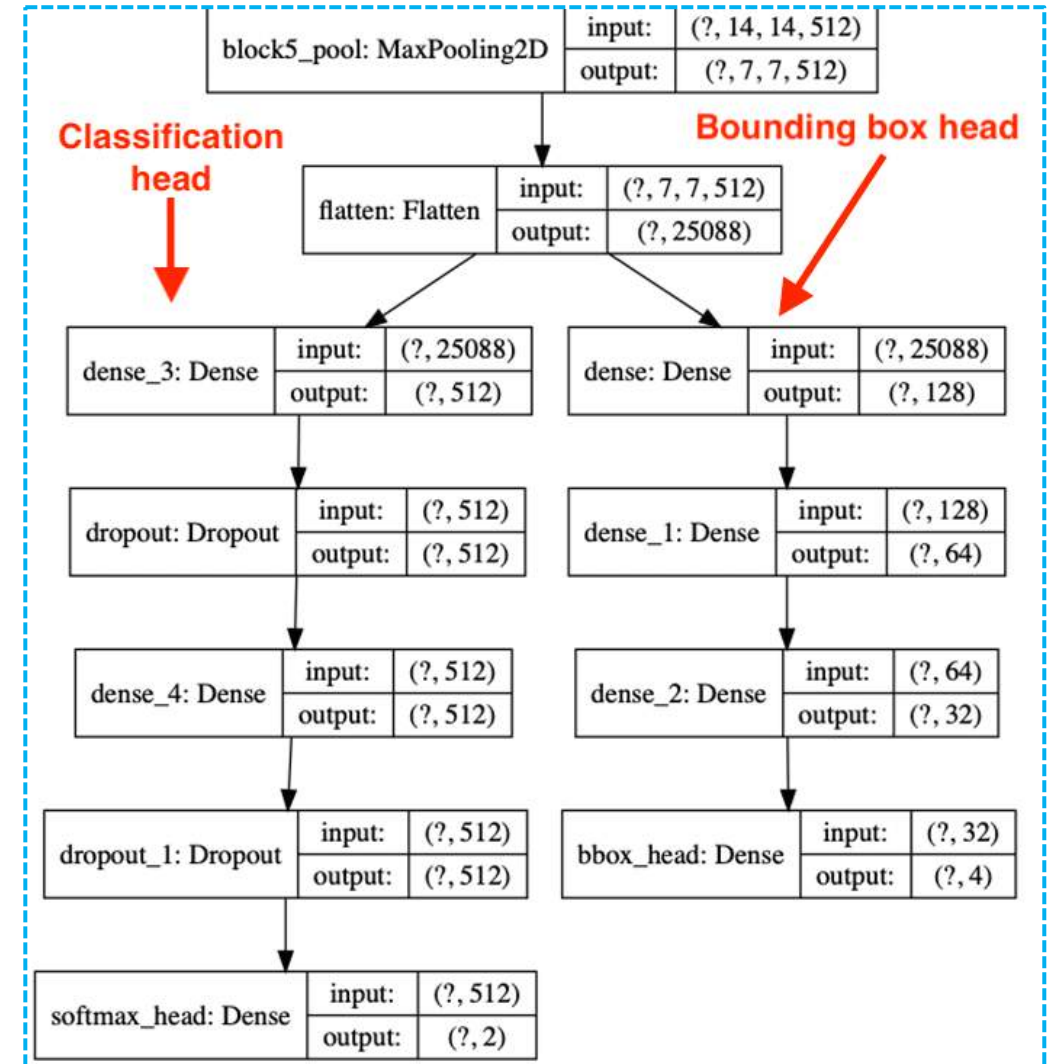 block5_pool: MaxPooling2D
input: (?, 14, 14, 512)
output: (?, 7, 7, 512)
Classification
head
Bounding box head
flatten: Flatten
input: (?, 7, 7, 512)
output: (?, 25088)
dense_3: Dense
input: (?, 25088)
output: (?, 512)
dense: Dense
input: (?, 25088)
output: (?, 128)
dropout: Dropout
input: (?, 512)
output: (?, 512)
dense_1: Dense
input: (?, 128)
output: (?, 64)
dense_4: Dense
input: (?, 512)
output: (?, 512)
dense_2: Dense
input: (?, 64)
output: (?, 32)
dropout_1: Dropout
input: (?, 512)
output: (?, 512)
bbox_head: Dense
input: (?, 32)
output: (?, 4)
softmax_head: Dense
input: (?, 512)
output: (?, 2)